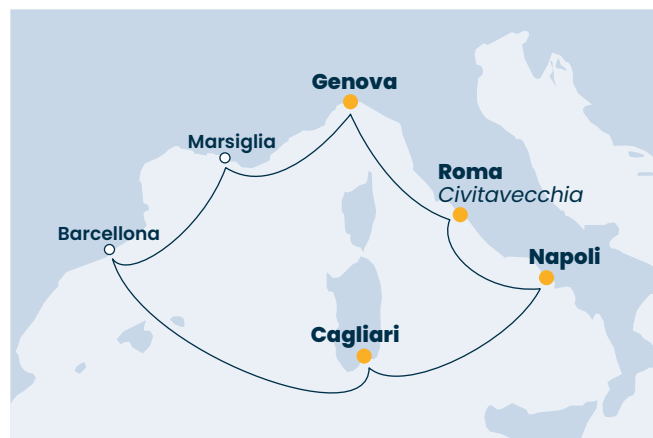 Genova
Marsiglia
Roma
Civitavecchia
Barcellona
Napoli
Cagliari